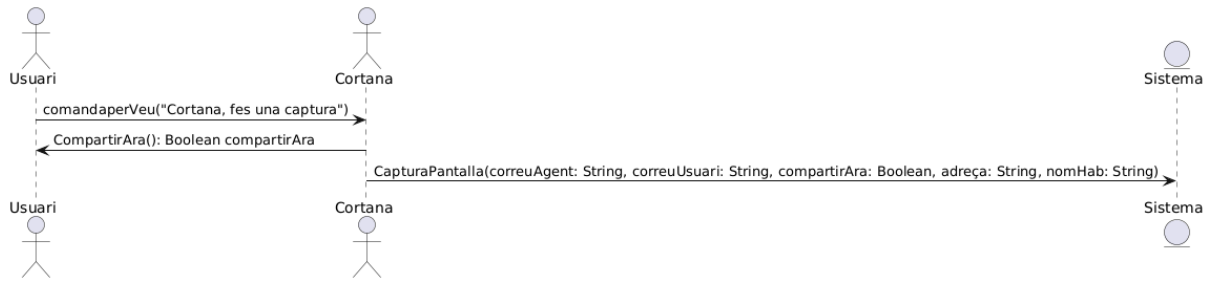 Usuari
Cortana
Sistema
comandaperVeu("Cortana, fes una captura")
CompartirAra(): Boolean compartirAra
CapturaPantalla(correuAgent: String, correuUsuari: String, compartirAra: Boolean, adreça: String, nomHab: String)
Usuari
Cortana
Sistema